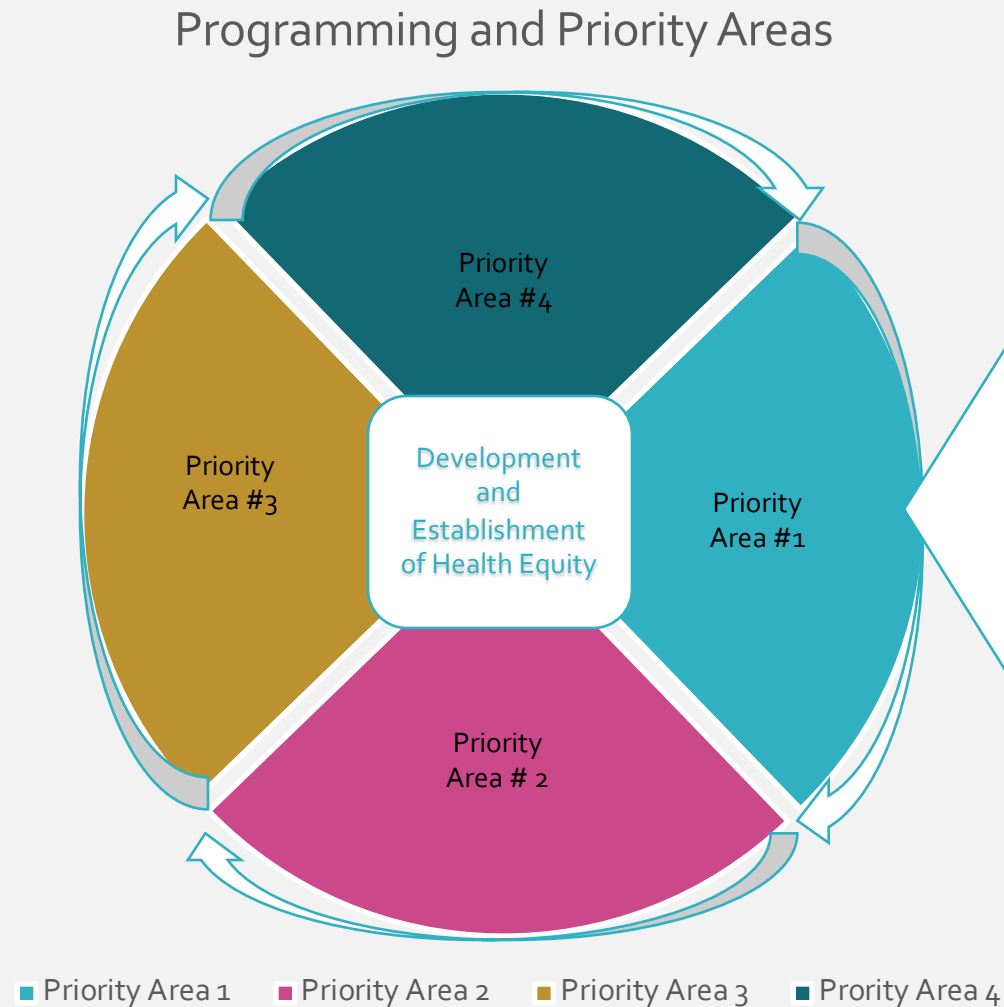 Programming and Priority Areas
Priority
Area #4
Priority
Area #3
Development
and
Establishment
of Health Equity
Priority
Area #1
Priority
Area # 2
Priority Area 1
Priority Area 2
Priority Area 3
Prority Area 4